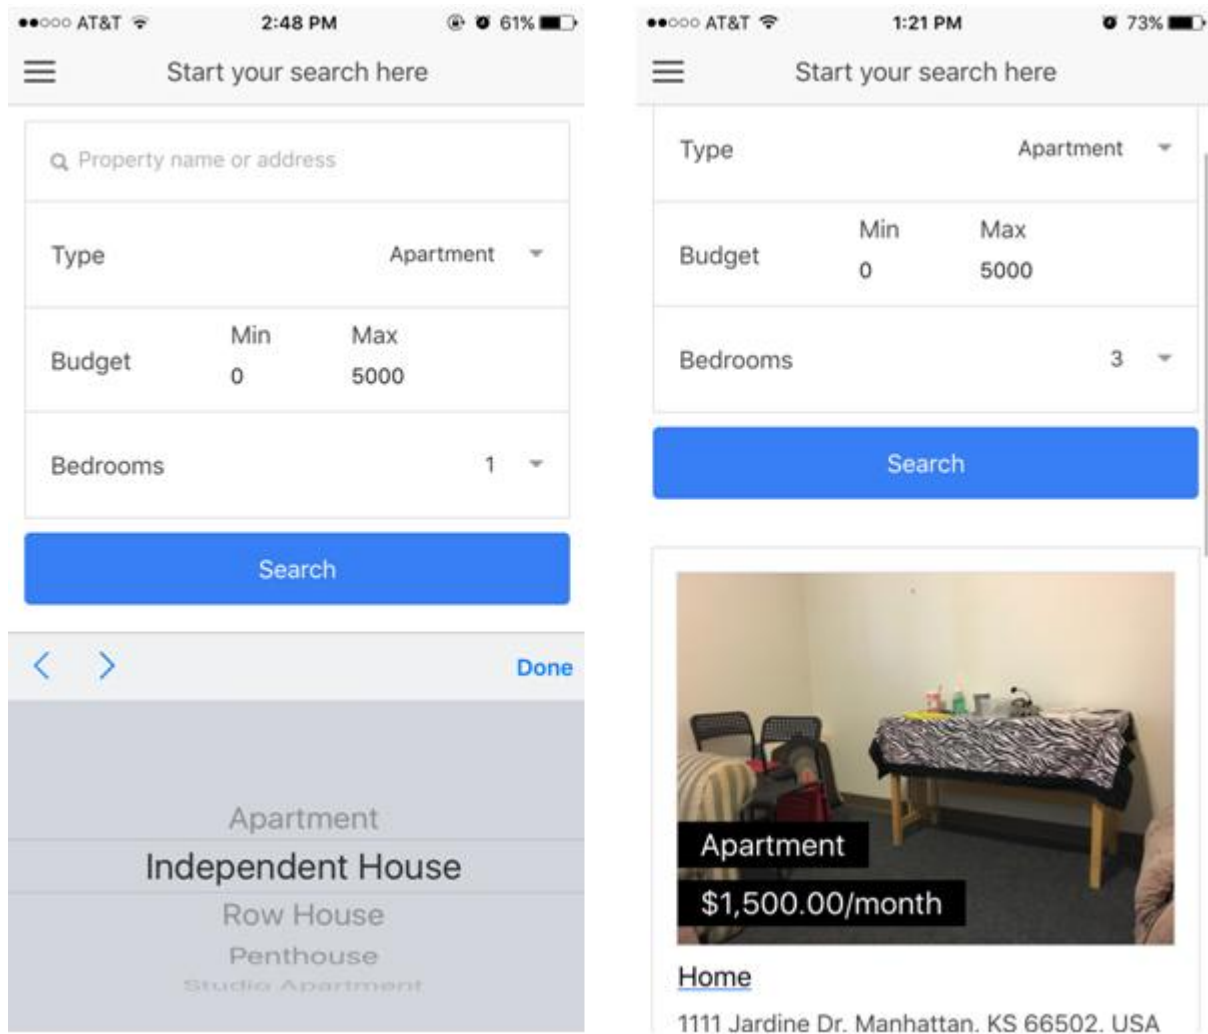 AT&T 2:48 PM 61%
Start your search here
Property name or address
Type Apartment
Budget Min Max
0 5000
Bedrooms 1
Search
Done
Apartment
Independent House
Row House
Penthouse
Studio Apartment
AT&T 1:21 PM 73%
Start your search here
Type Apartment
Budget Min Max
0 5000
Bedrooms 3
Search
Apartment
$1,500.00/month
Home
1111 Jardine Dr, Manhattan, KS 66502, USA